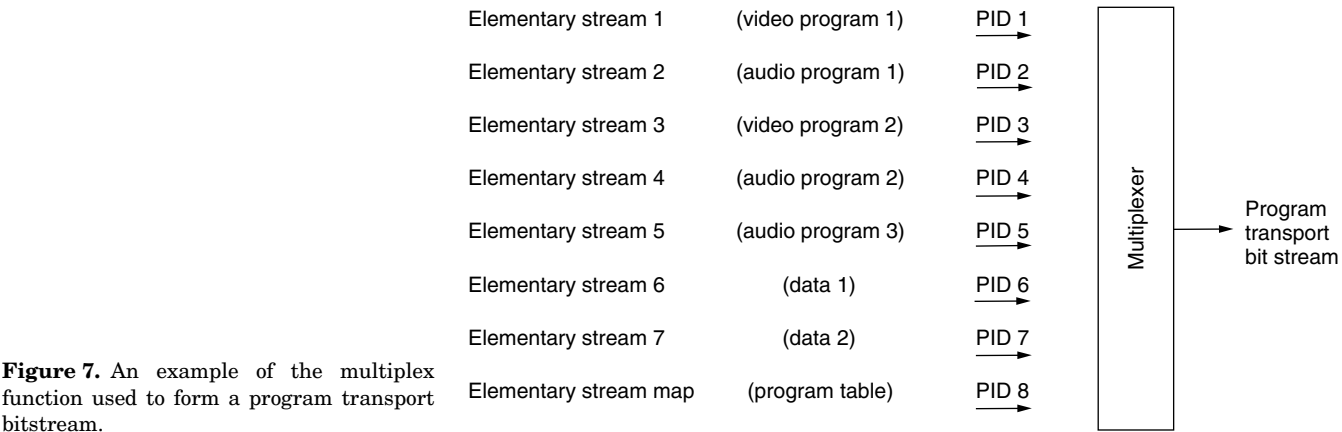 Elementary stream 1 (video program 1) PID 1
Elementary stream 2 (audio program 1) PID 2
Elementary stream 3 (video program 2) PID 3
Elementary stream 4 (audio program 2) PID 4
Elementary stream 5 (audio program 3) PID 5
Elementary stream 6 (data 1) PID 6
Elementary stream 7 (data 2) PID 7
Elementary stream map (program table) PID 8
Multiplexer
Program
transport
bit stream
Figure 7. An example of the multiplex
function used to form a program transport
bitstream.